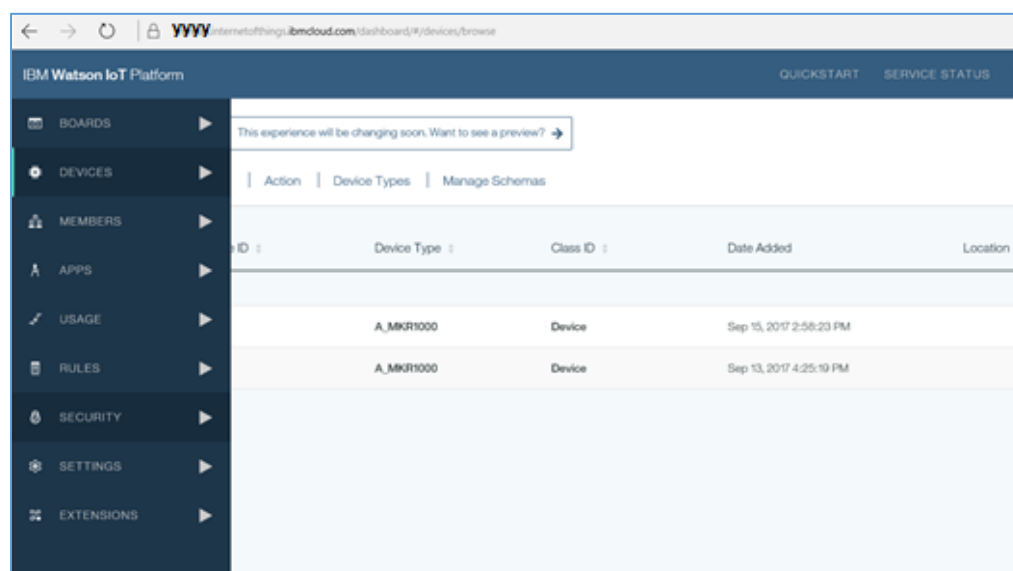 YYYY.internetofthings.ibmcloud.com/dashboard/#/devices/browse
IBM Watson IoT Platform QUICKSTART SERVICE STATUS
BOARDS
This experience will be changing soon. Want to see a preview?
DEVICES
Action | Device Types | Manage Schemas
MEMBERS
ID Device Type Class ID Date Added Location
APPS
USAGE
A_MKR1000 Device Sep 15, 2017 2:58:23 PM
RULES
A_MKR1000 Device Sep 13, 2017 4:25:19 PM
SECURITY
SETTINGS
EXTENSIONS